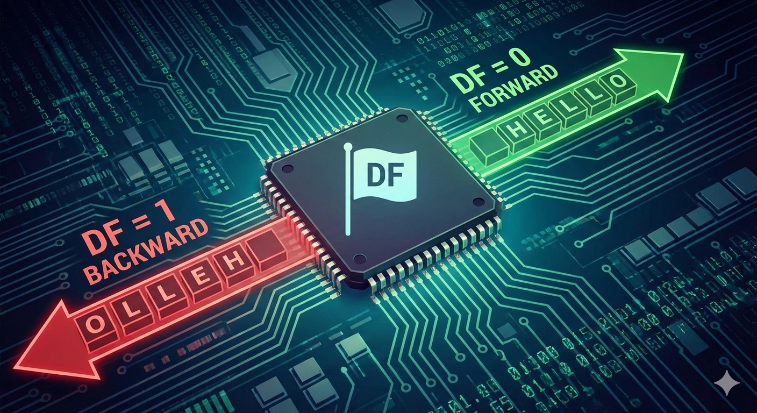 DF = 0
FORWARD
HELLO
DF
DF = 1
BACKWARD
OLLEH